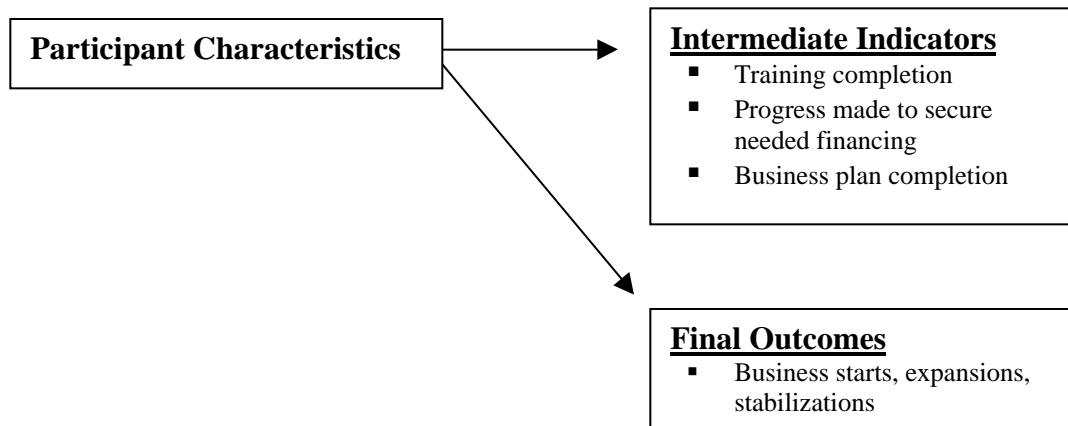 Participant Characteristics
Intermediate Indicators
▪ Training completion
▪ Progress made to secure
needed financing
▪ Business plan completion
Final Outcomes
▪ Business starts, expansions,
stabilizations